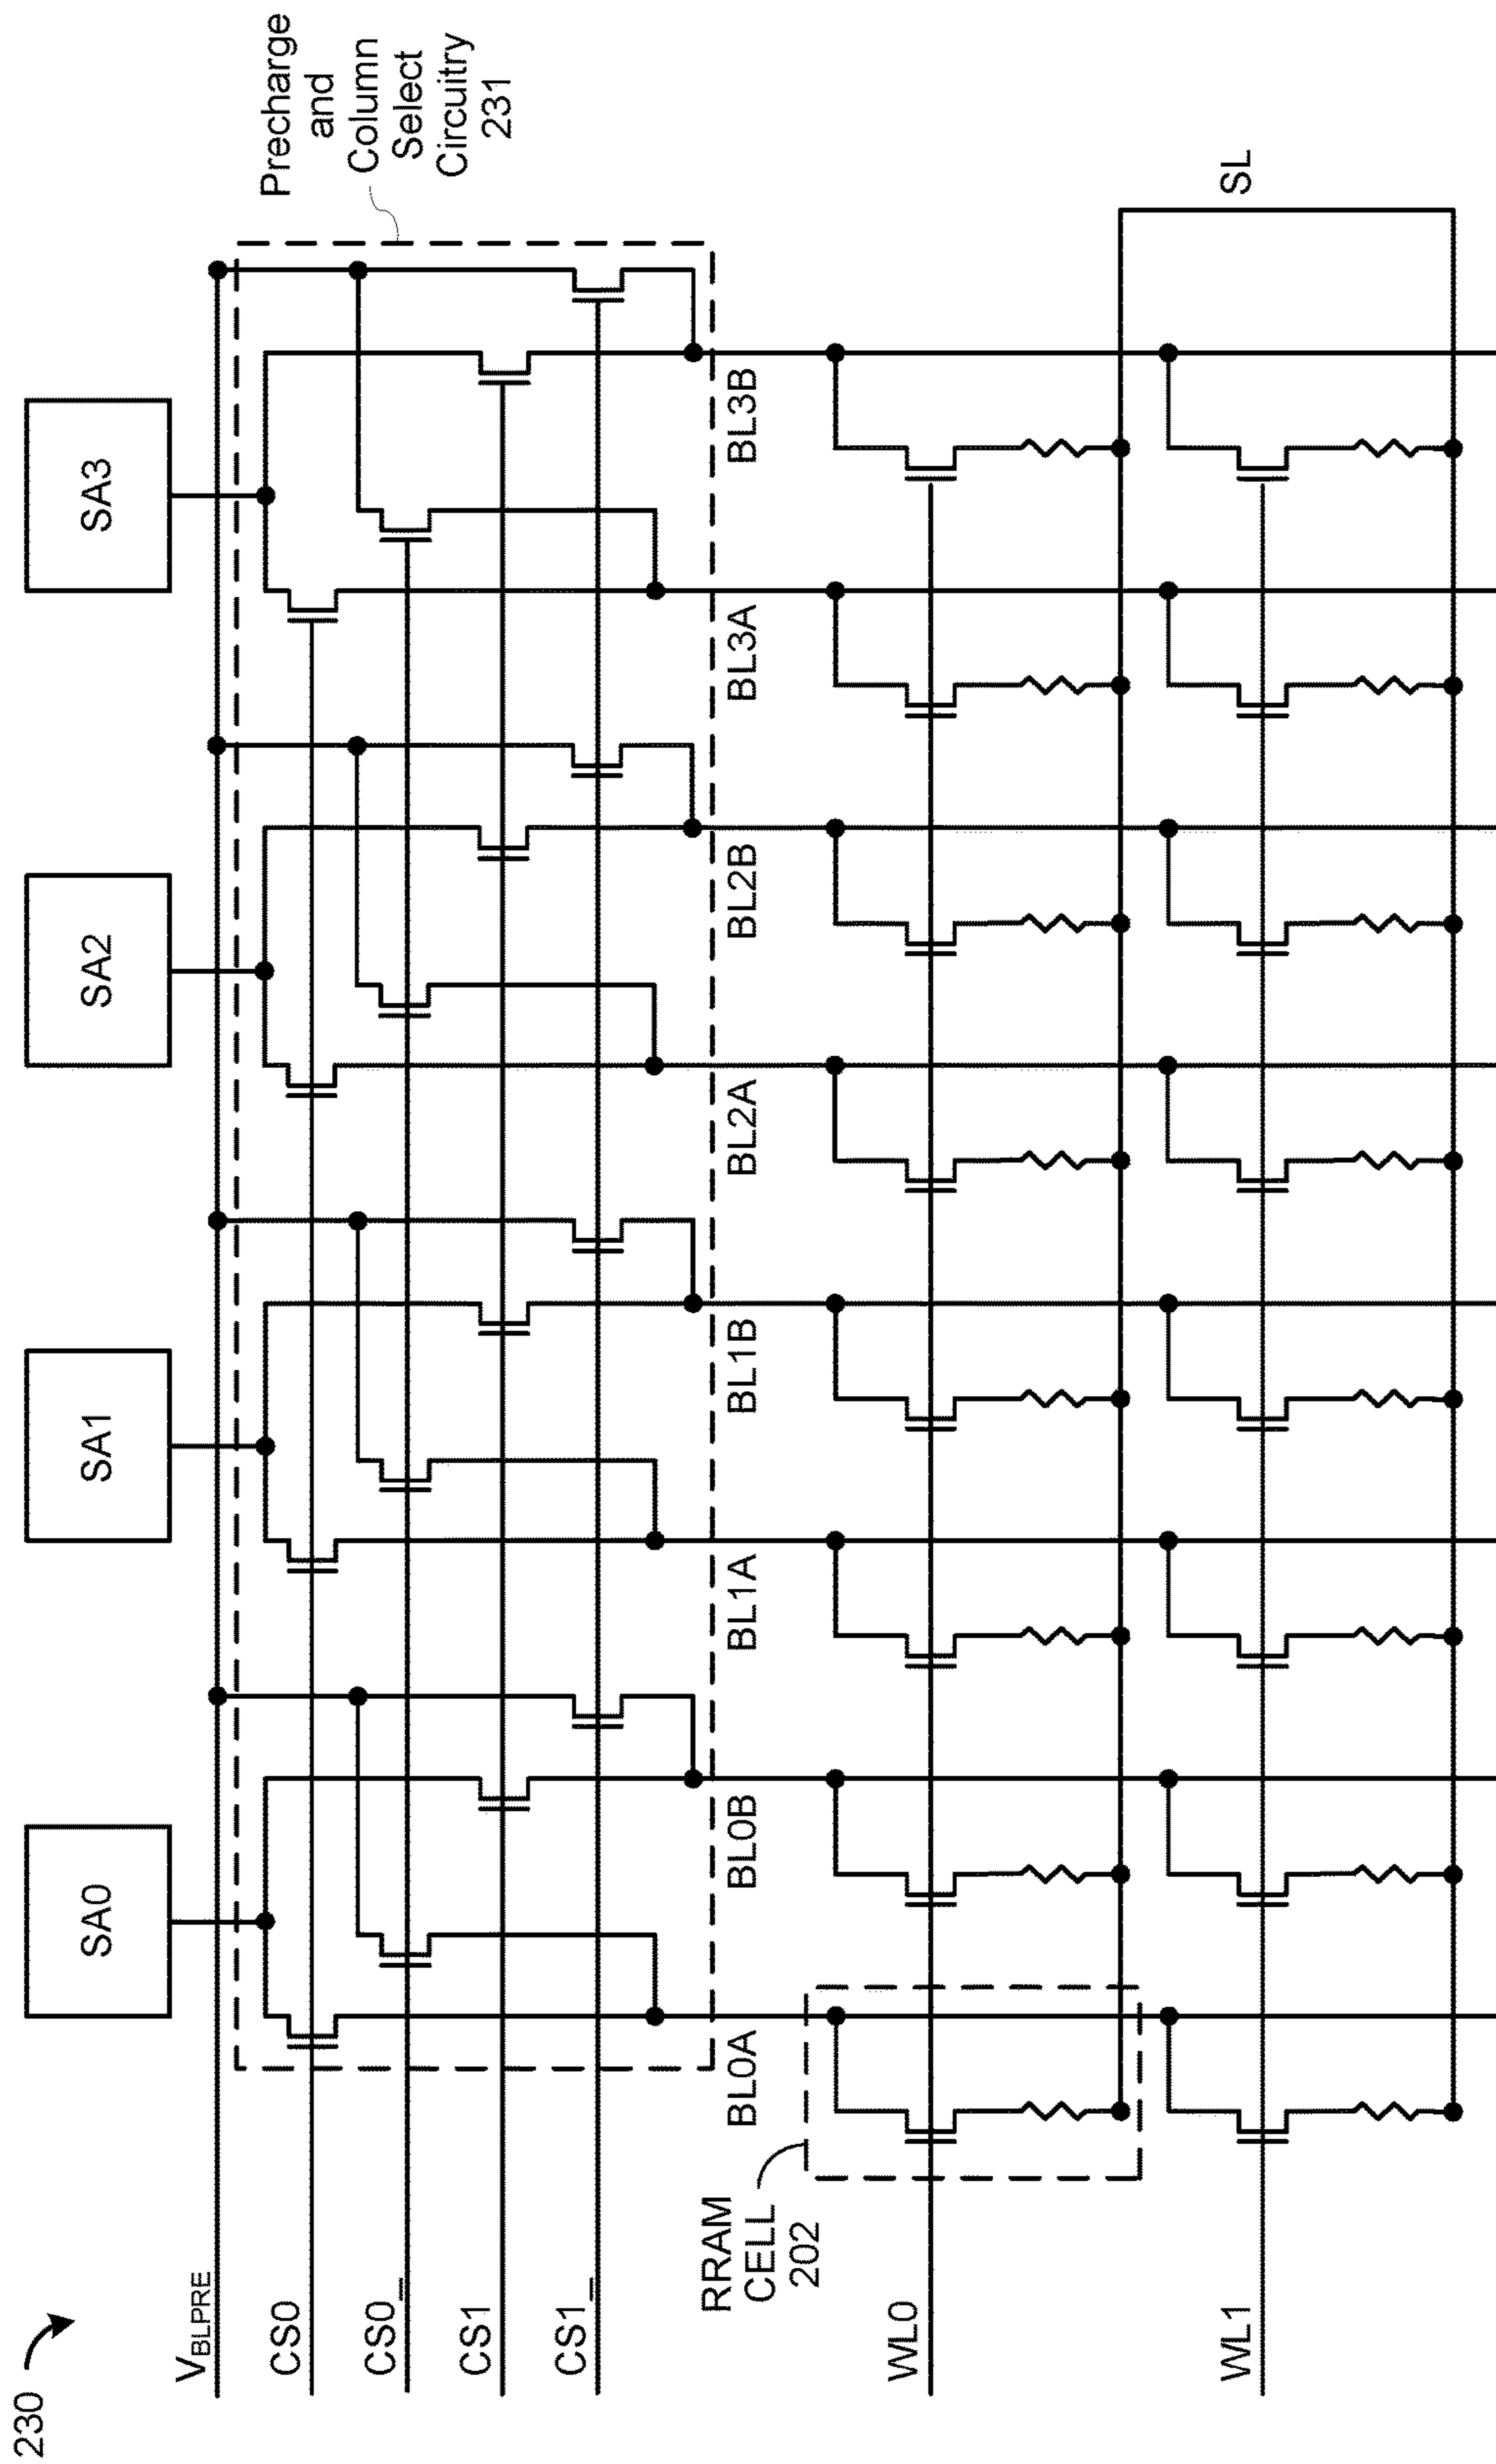 230
SA0
SA1
SA2
SA3
Precharge
and
Column
Select
Circuitry
231
VBLPRE
CS0
CS0_
CS1
CS1_
BL0A
BL0B
BL1A
BL1B
BL2A
BL2B
BL3A
BL3B
RRAM
CELL
202
WL0
WL1
SL